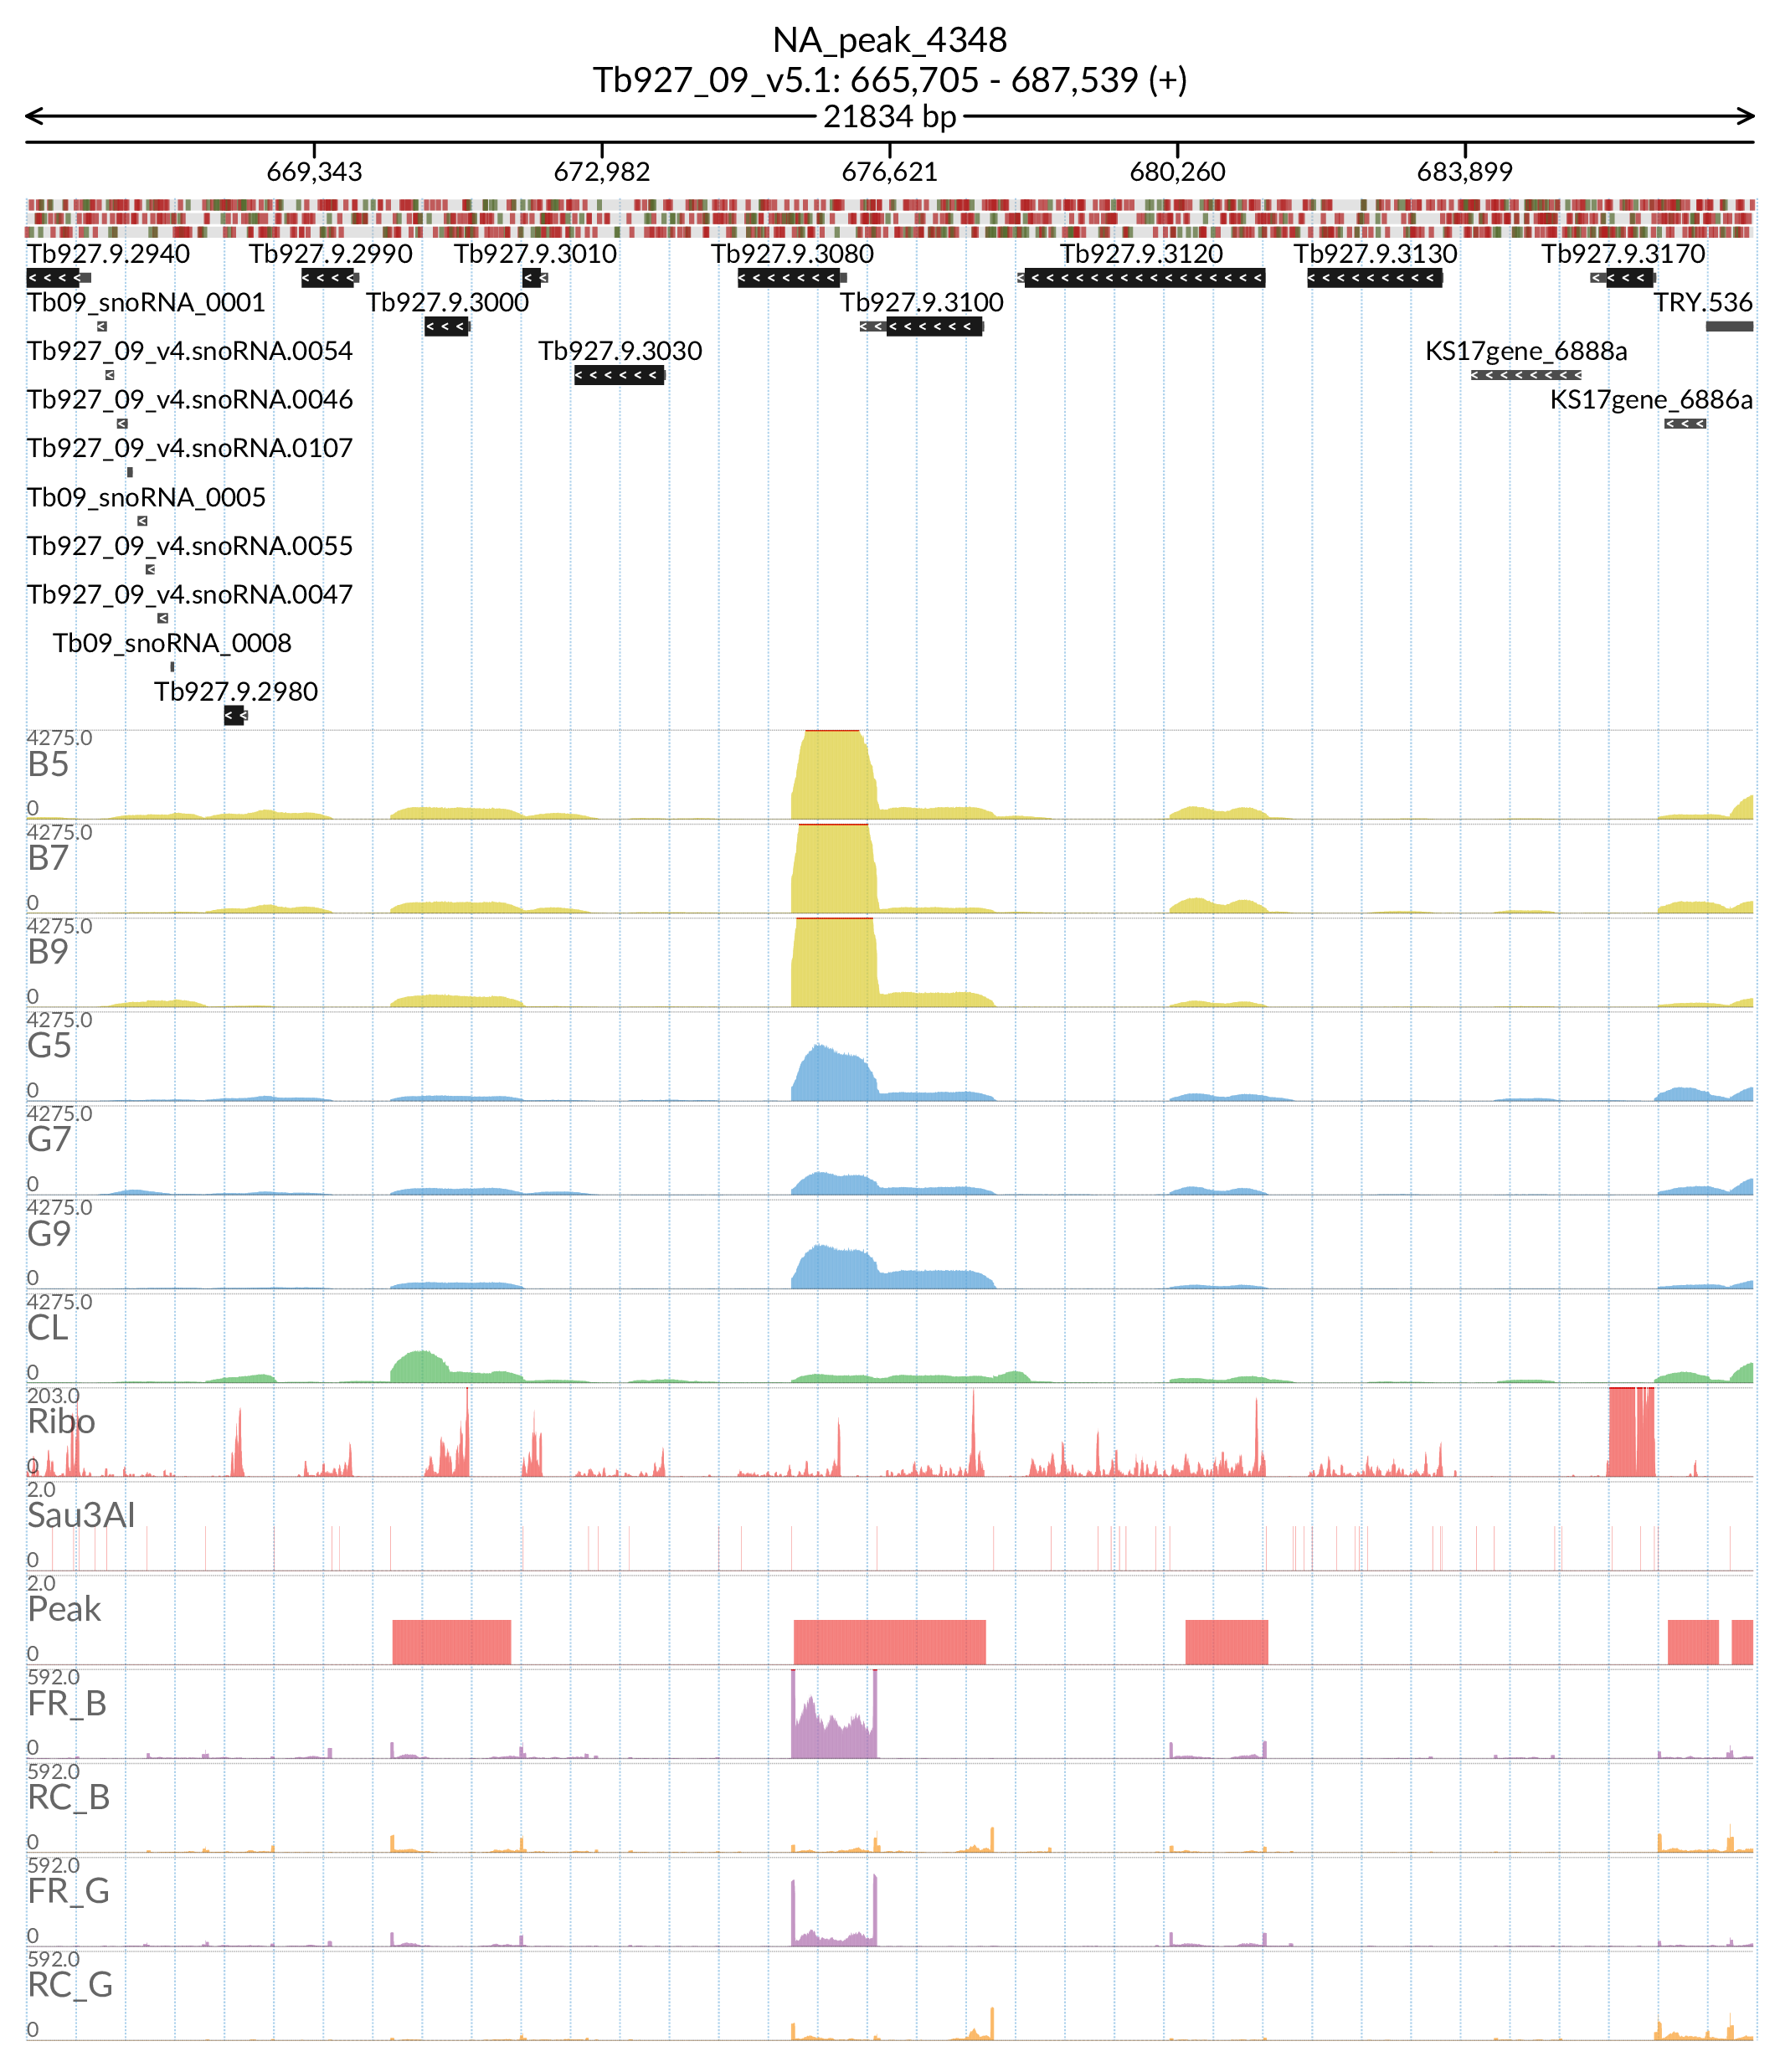 NA_peak_4348
Tb927_09_v5.1: 665,705 - 687,539 (+)
21834 bp
669,343 672,982 676,621 680,260 683,899
Tb927.9.2940 Tb927.9.2990 Tb927.9.3010 Tb927.9.3080 Tb927.9.3120 Tb927.9.3130 Tb927.9.3170
Tb09_snoRNA_0001 Tb927.9.3000 Tb927.9.3100 TRY.536
Tb927_09_v4.snoRNA.0054 Tb927.9.3030 KS17gene_6888a
Tb927_09_v4.snoRNA.0046 KS17gene_6886a
Tb927_09_v4.snoRNA.0107
Tb09_snoRNA_0005
Tb927_09_v4.snoRNA.0055
Tb927_09_v4.snoRNA.0047
Tb09_snoRNA_0008
Tb927.9.2980
4275.0
B5
0
4275.0
B7
0
4275.0
B9
0
4275.0
G5
0
4275.0
G7
0
4275.0
G9
0
4275.0
CL
0
203.0
Ribo
0
2.0
Sau3AI
0
2.0
Peak
0
592.0
FR_B
0
592.0
RC_B
0
592.0
FR_G
0
592.0
RC_G
0